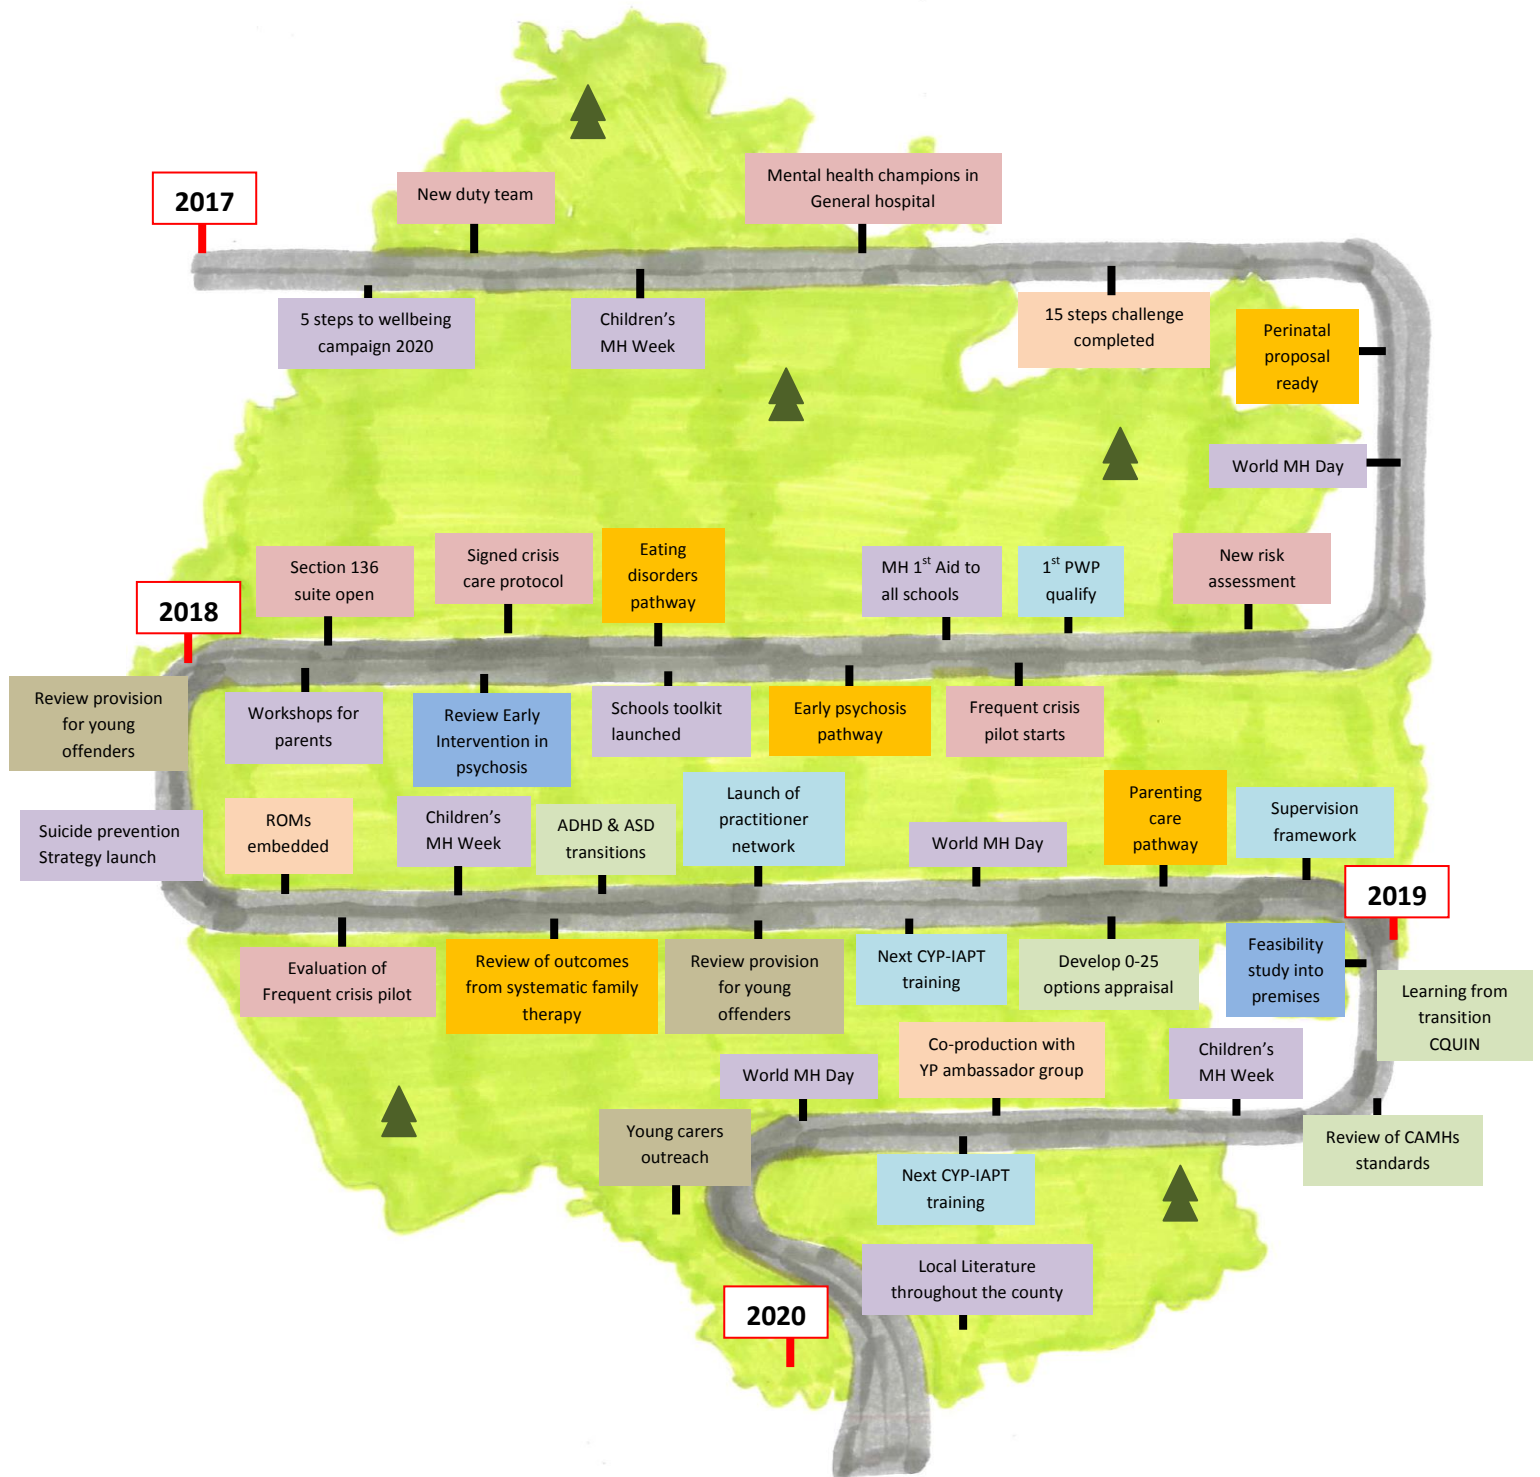 2017
New duty team
Mental health champions in
General hospital
5 steps to wellbeing
campaign 2020
Children's
MH Week
15 steps challenge
completed
Perinatal
proposal
ready
World MH Day
New risk
assessment
1st PWP
qualify
MH 1st Aid to
all schools
Eating
disorders
pathway
Signed crisis
care protocol
Section 136
suite open
2018
Frequent crisis
pilot starts
Early psychosis
pathway
Schools toolkit
launched
Review Early
Intervention in
psychosis
Workshops for
parents
Review provision
for young
offenders
Suicide prevention
Strategy launch
ROMs
embedded
Children's
MH Week
ADHD & ASD
transitions
Launch of
practitioner
network
World MH Day
Parenting
care
pathway
Supervision
framework
2019
Evaluation of
Frequent crisis pilot
Review of outcomes
from systematic family
therapy
Review provision
for young
offenders
Next CYP-IAPT
training
Develop 0-25
options appraisal
Feasibility
study into
premises
Learning from
transition
CQUIN
Review of CAMHs
standards
Children's
MH Week
Co-production with
YP ambassador group
World MH Day
Next CYP-IAPT
training
Young carers
outreach
Local Literature
throughout the county
2020